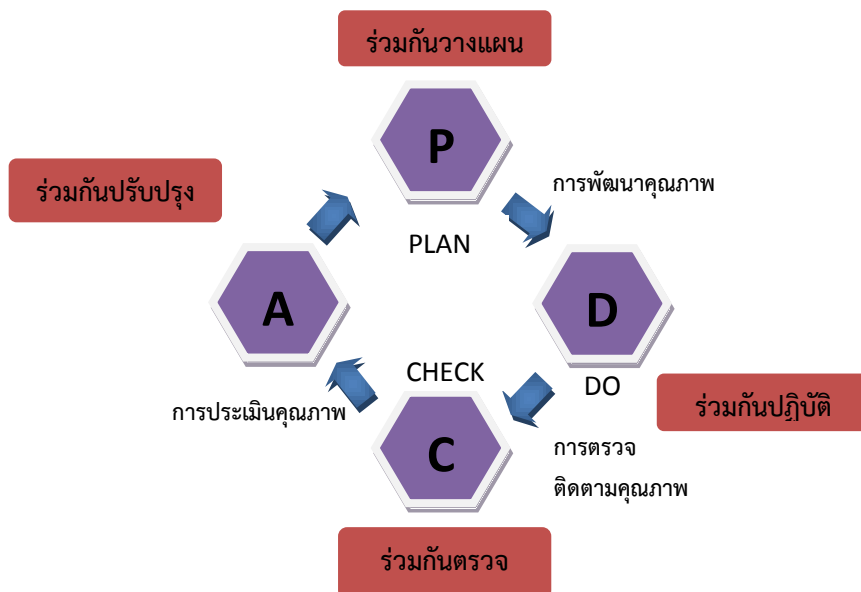 ร่วมกันวางแผน
P
การพัฒนาคุณภาพ
ร่วมกันปรับปรุง
PLAN
A
D
CHECK
DO
การประเมินคุณภาพ
ร่วมกันปฏิบัติ
C
การตรวจ
ติดตามคุณภาพ
ร่วมกันตรวจ